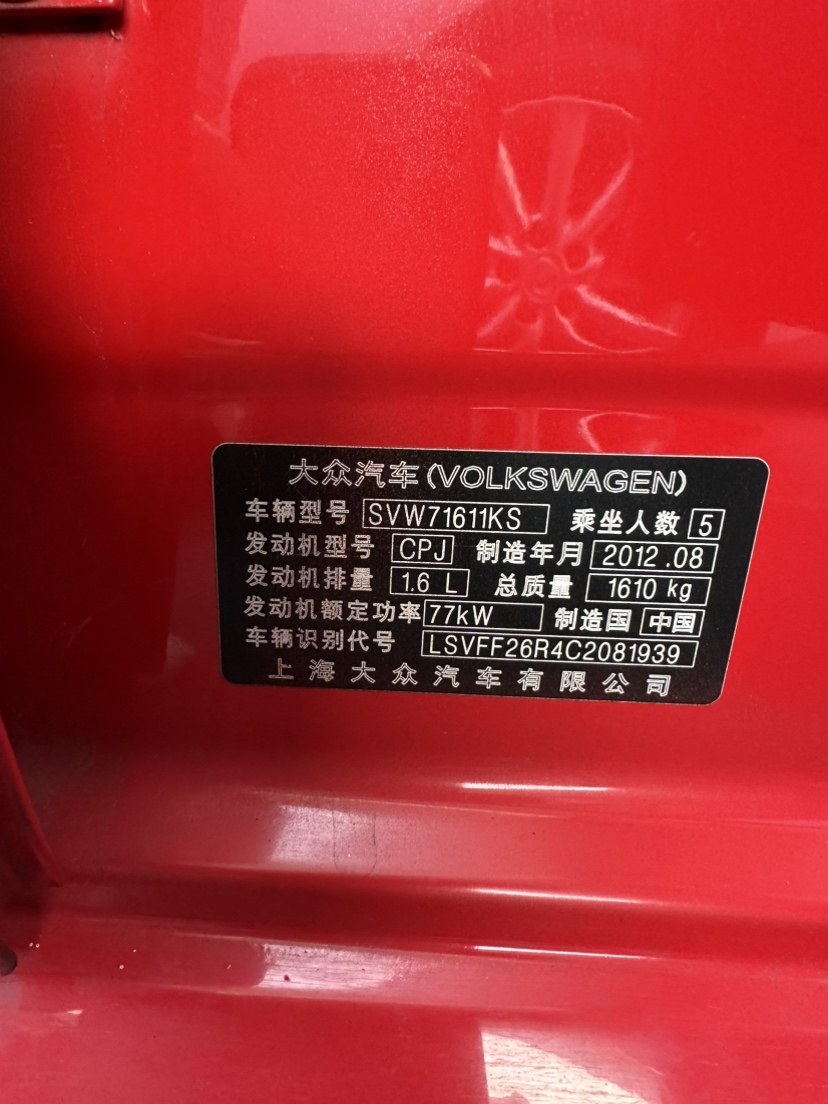 大众汽车(VOLKSWAGEN)
车辆型号 SVW71611KS 乘坐人数 5
发动机型号 CPJ 制造年月 2012.08
发动机排量 1.6 L 总质量 1610 kg
发动机额定功率 77kW 制造国 中国
车辆识别代号 LSVFF26R4C2081939
上海大众汽车有限公司